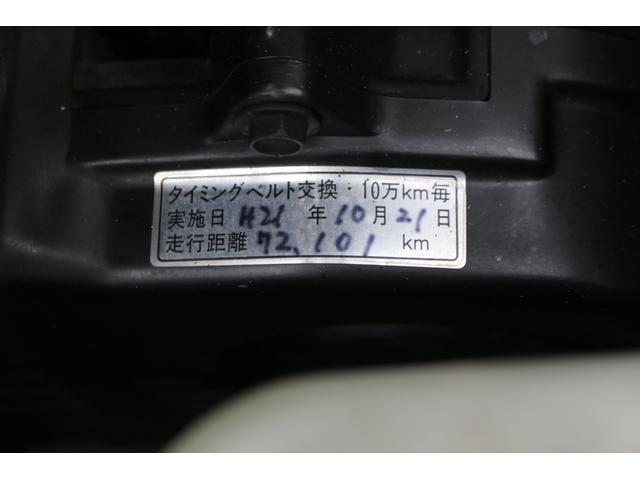 タイミングベルト交換・10万km毎
実施日 H21 年 10 月 21 日
走行距離 72,101 km